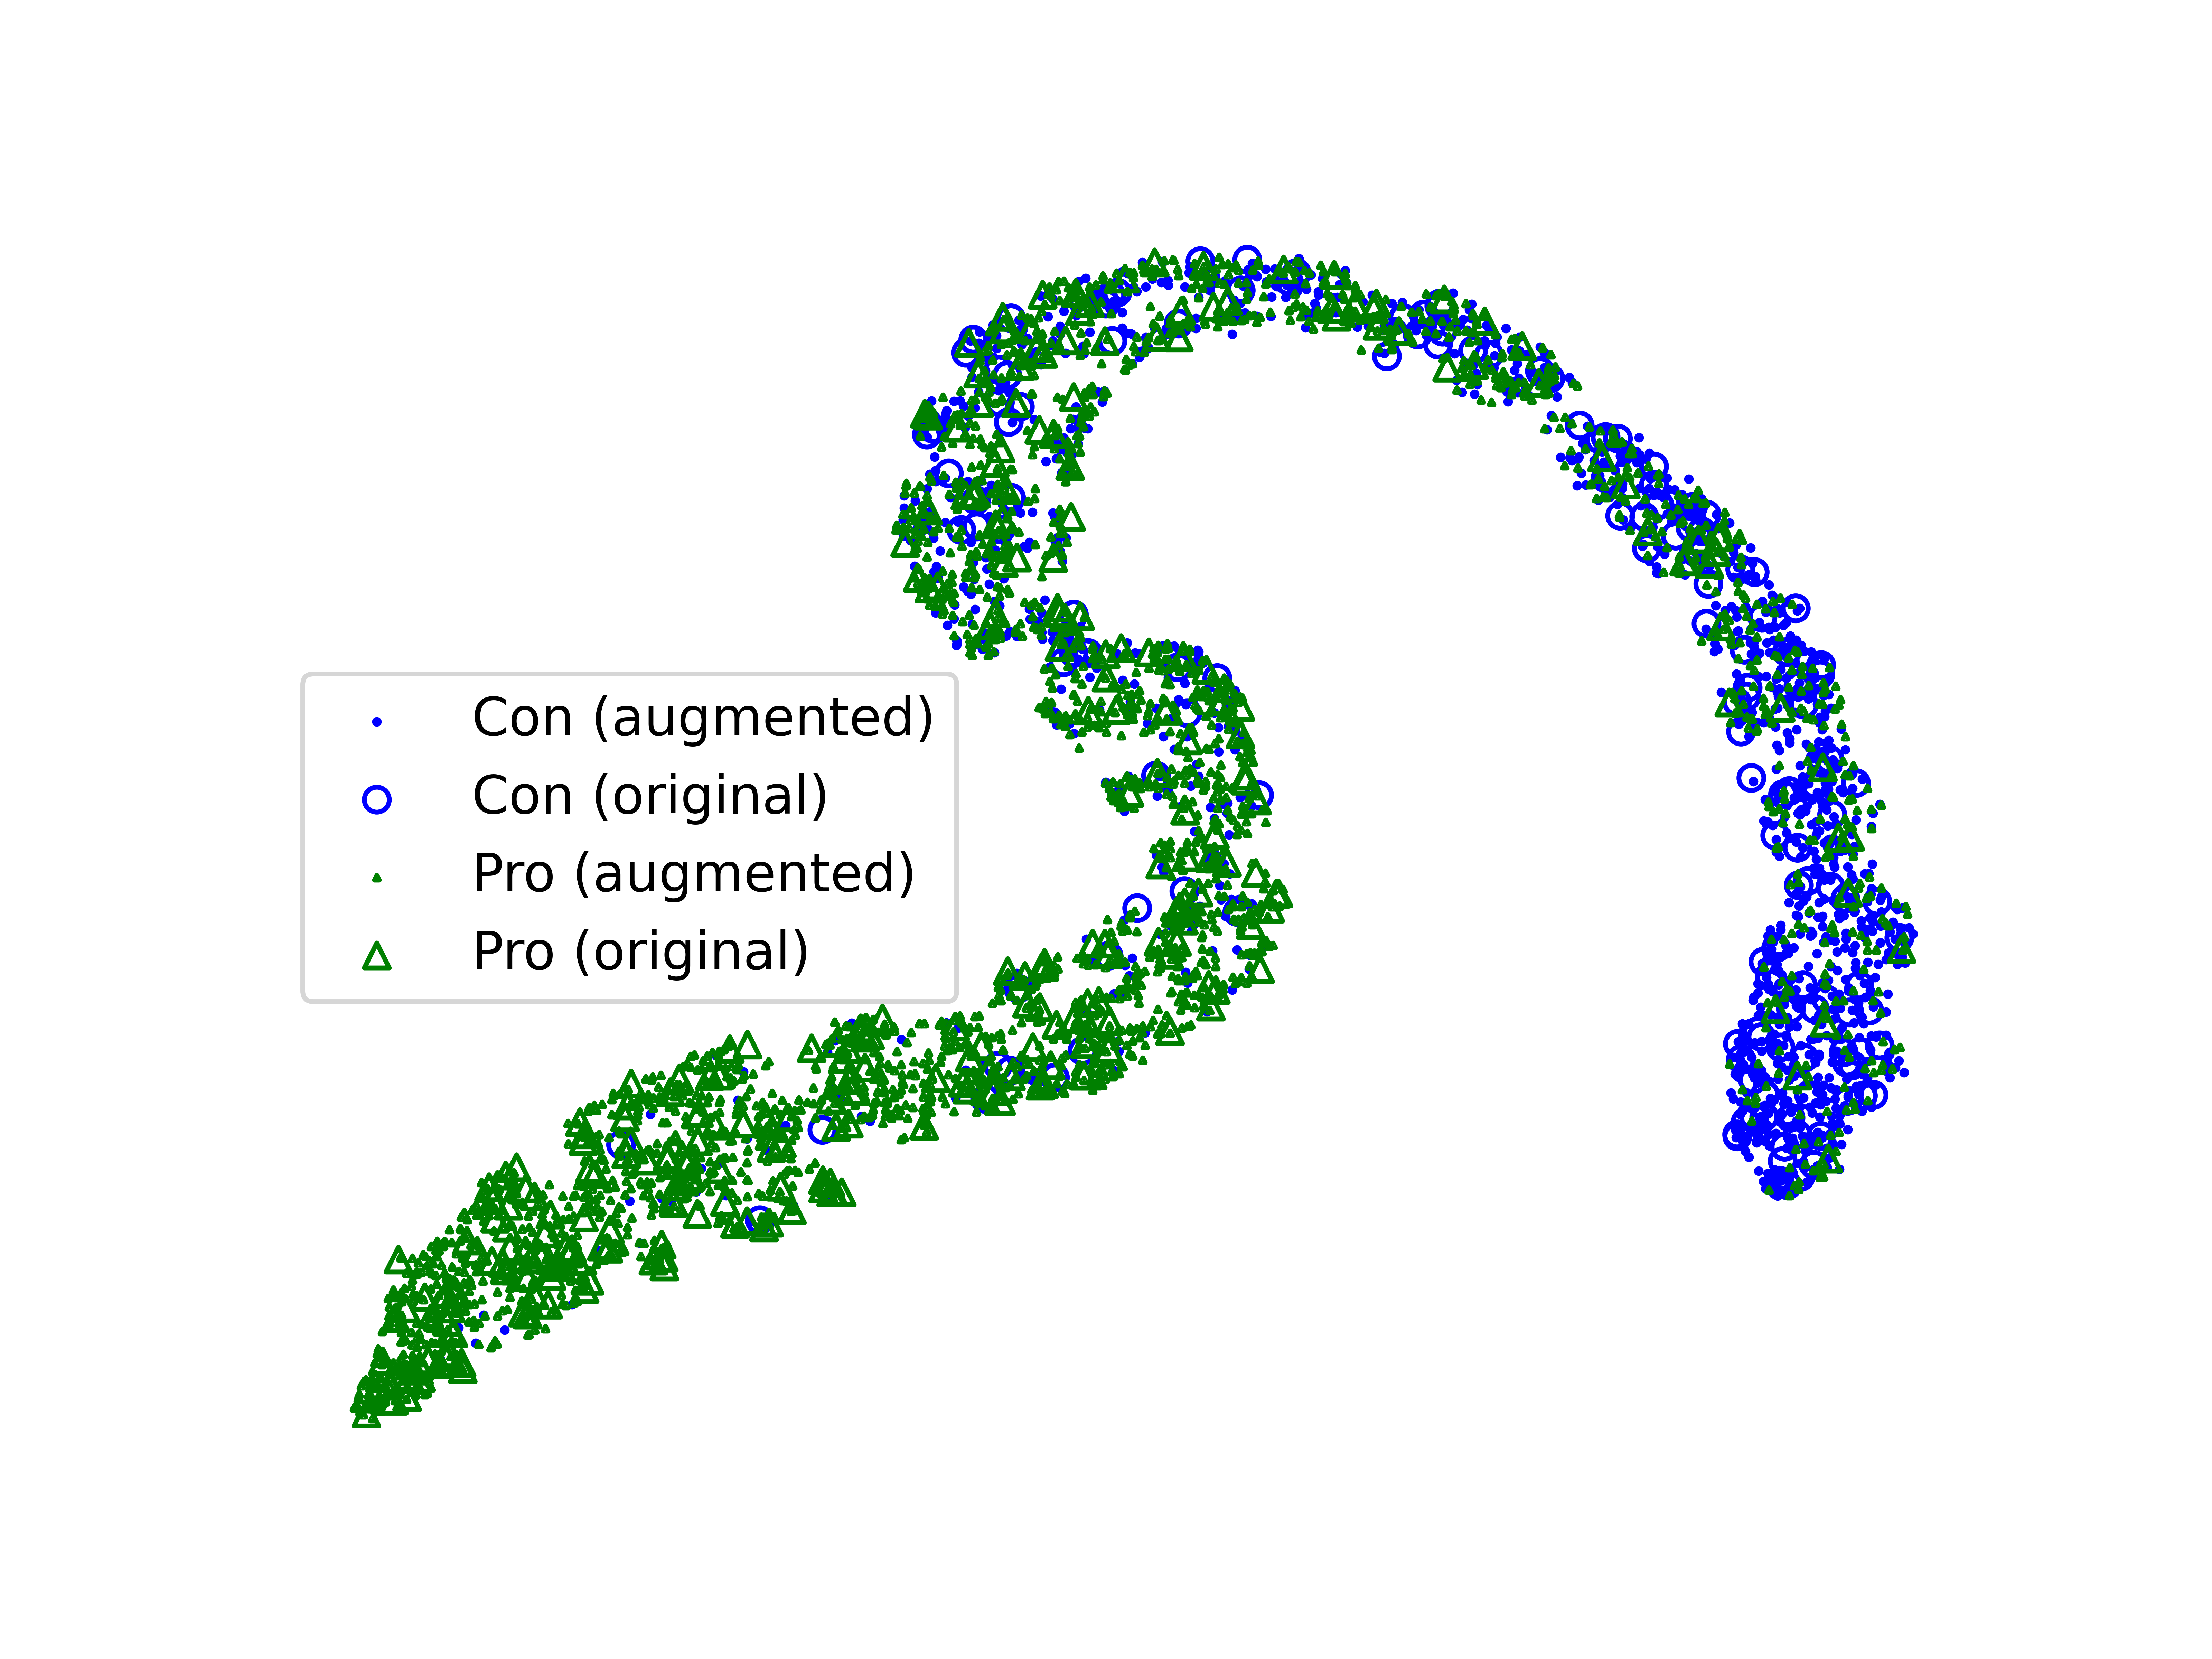 Con (augmented)
Con (original)
Pro (augmented)
Pro (original)